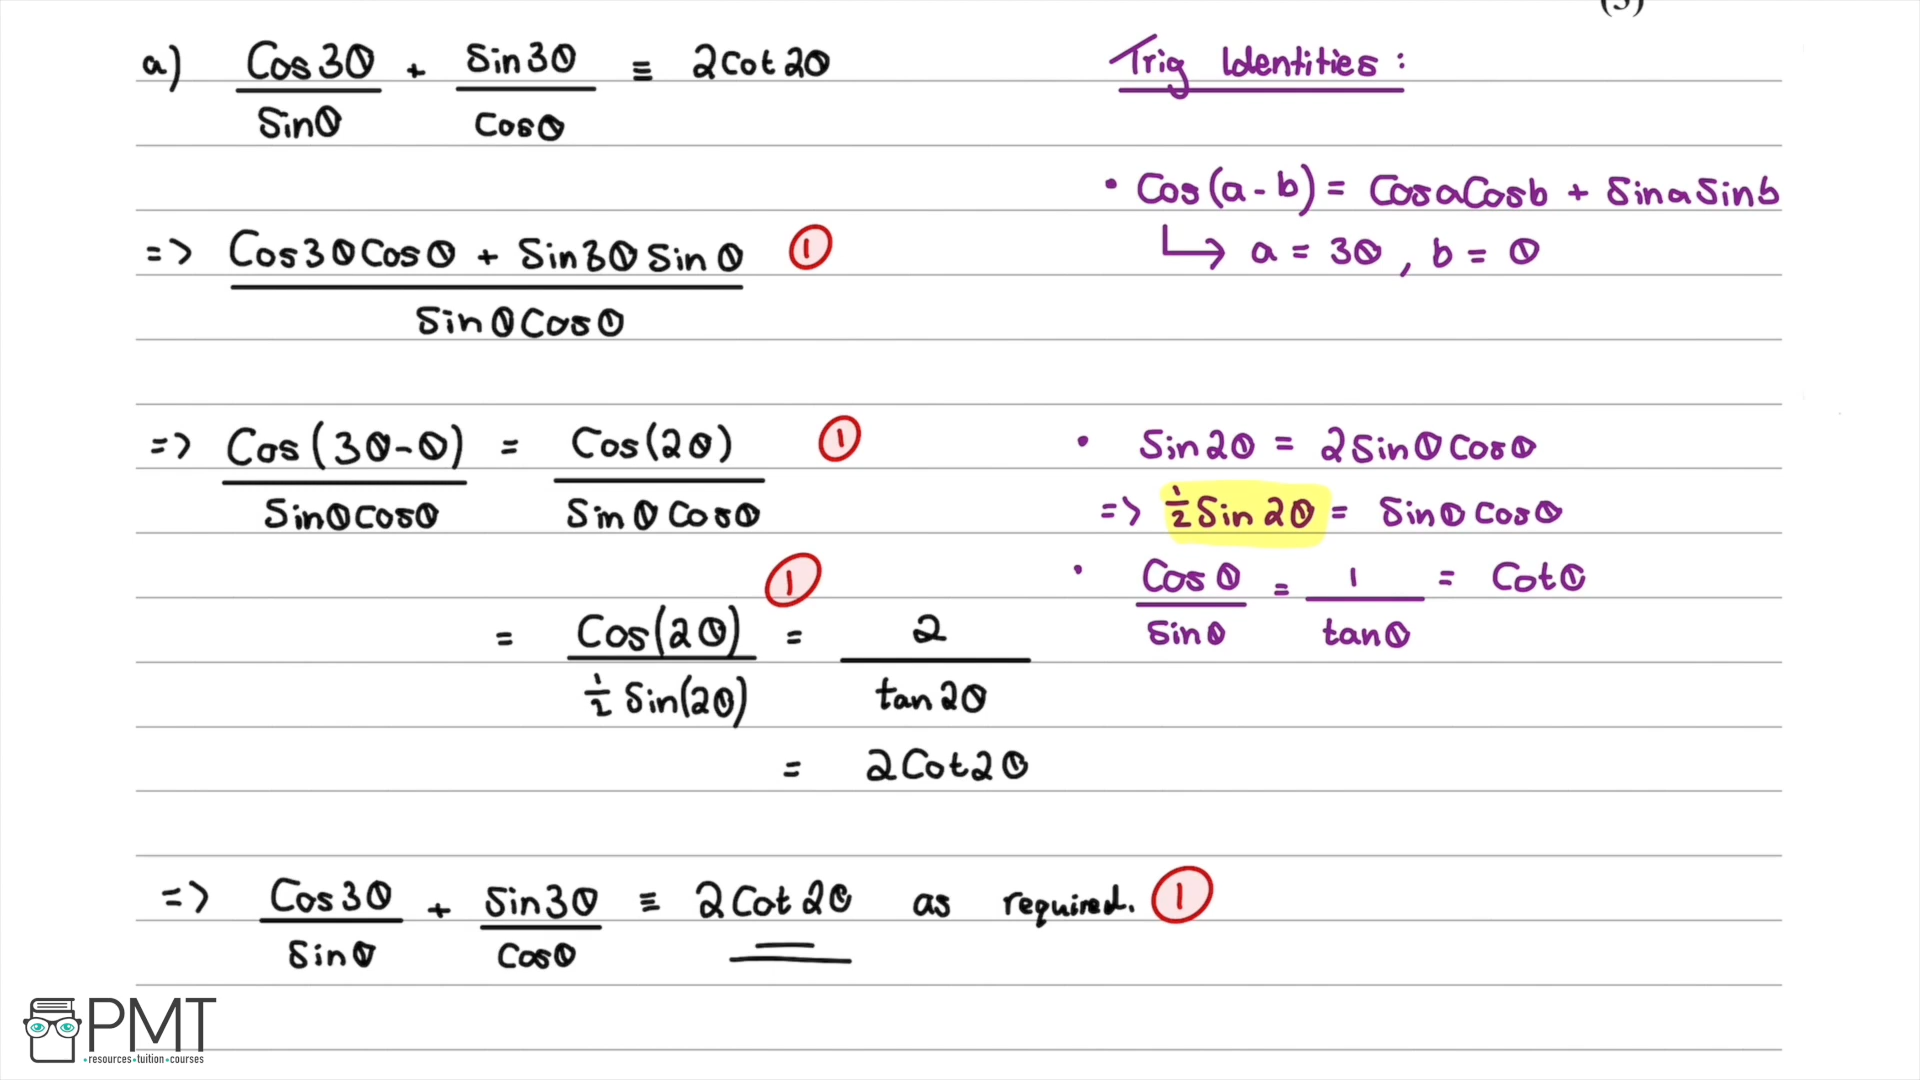 (3)
a) Cos3θ/Sinθ + Sin3θ/Cosθ ≡ 2Cot2θ
Trig Identities:
• Cos(a-b) = CosaCosb + SinaSinb
↳ a = 3θ, b = θ
=> Cos3θCosθ + Sin3θSinθ / SinθCosθ ①
=> Cos(3θ-θ)/SinθCosθ = Cos(2θ)/SinθCosθ ①
• Sin2θ = 2SinθCosθ
=> ½Sin2θ = SinθCosθ
• Cosθ/Sinθ = 1/tanθ = Cotθ
= Cos(2θ)/½Sin(2θ) ① = 2/tan2θ
= 2Cot2θ
=> Cos3θ/Sinθ + Sin3θ/Cosθ ≡ 2Cot2θ as required. ①
PMT
•resources•tuition•courses